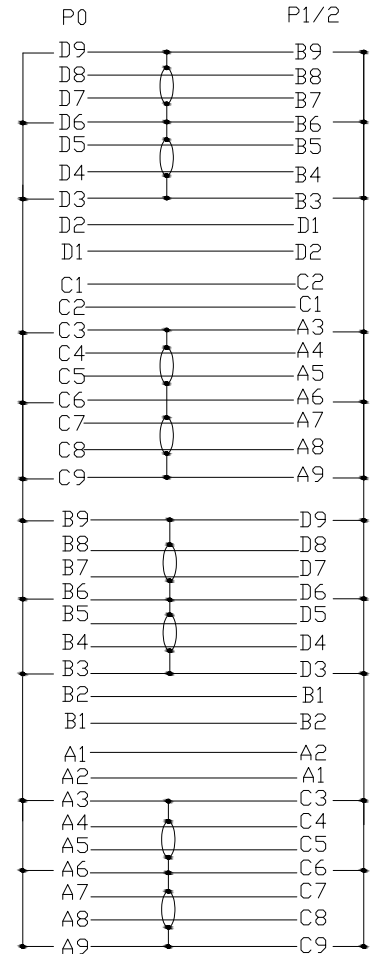 P0 P1/2
D9 B9
D8 B8
D7 B7
D6 B6
D5 B5
D4 B4
D3 B3
D2 D1
D1 D2
C1 C2
C2 C1
C3 A3
C4 A4
C5 A5
C6 A6
C7 A7
C8 A8
C9 A9
B9 D9
B8 D8
B7 D7
B6 D6
B5 D5
B4 D4
B3 D3
B2 B1
B1 B2
A1 A2
A2 A1
A3 C3
A4 C4
A5 C5
A6 C6
A7 C7
A8 C8
A9 C9